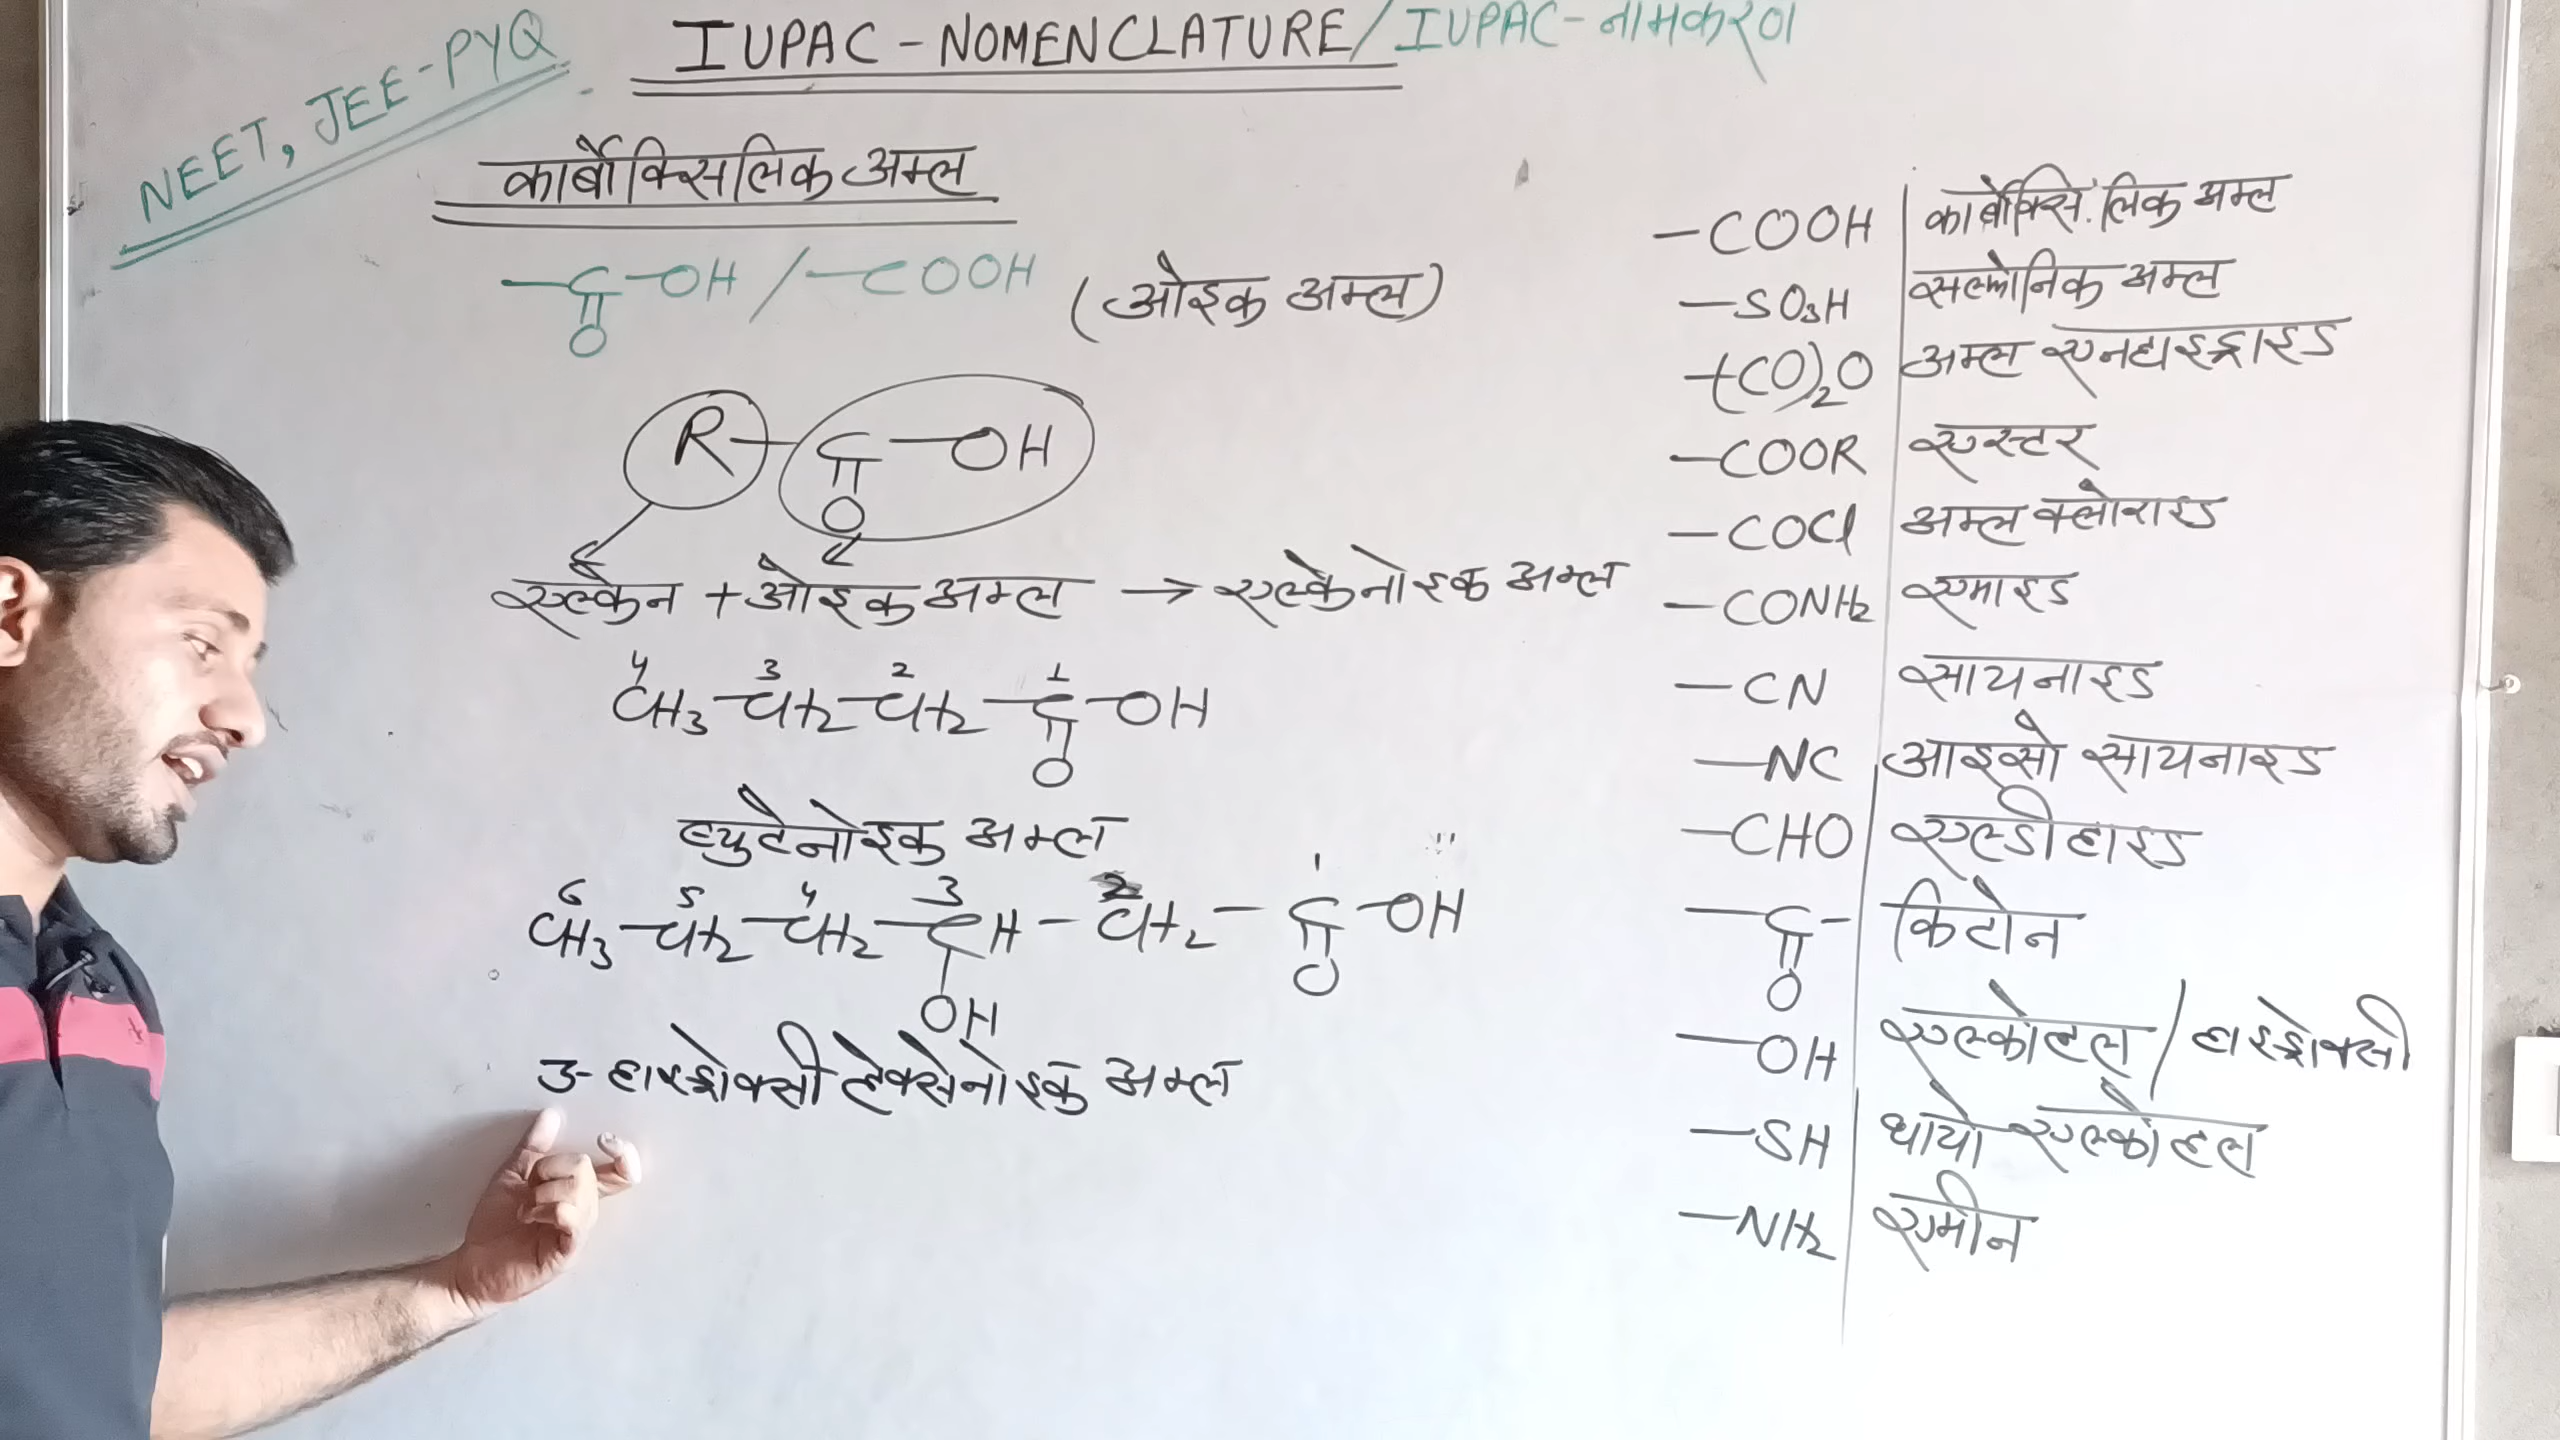 IUPAC-NOMENCLATURE/IUPAC-नामकरण
NEET, JEE-PYQ
कार्बोक्सिलिक अम्ल
-C-OH/-COOH (ओइक अम्ल)
O
R-C-OH
O
एल्केन + ओइक अम्ल → एल्केनोइक अम्ल
4 3 2 1
CH3-CH2-CH2-C-OH
O
ब्युटेनोइक अम्ल
6 5 4 3 2 1
CH3-CH2-CH2-CH-CH2-C-OH
OH O
3-हाइड्रोक्सी हेक्सेनोइक अम्ल
-COOH | कार्बोक्सिलिक अम्ल
-SO3H | सल्फोनिक अम्ल
-(CO)2O | अम्ल एनहाइड्राइड
-COOR | एस्टर
-COCl | अम्ल क्लोराइड
-CONH2 | एमाइड
-CN | सायनाइड
-NC | आइसो सायनाइड
-CHO | एल्डीहाइड
-C- | किटोन
O
-OH | एल्कोहल / हाइड्रोक्सी
-SH | थायो एल्कोहल
-NH2 | एमीन